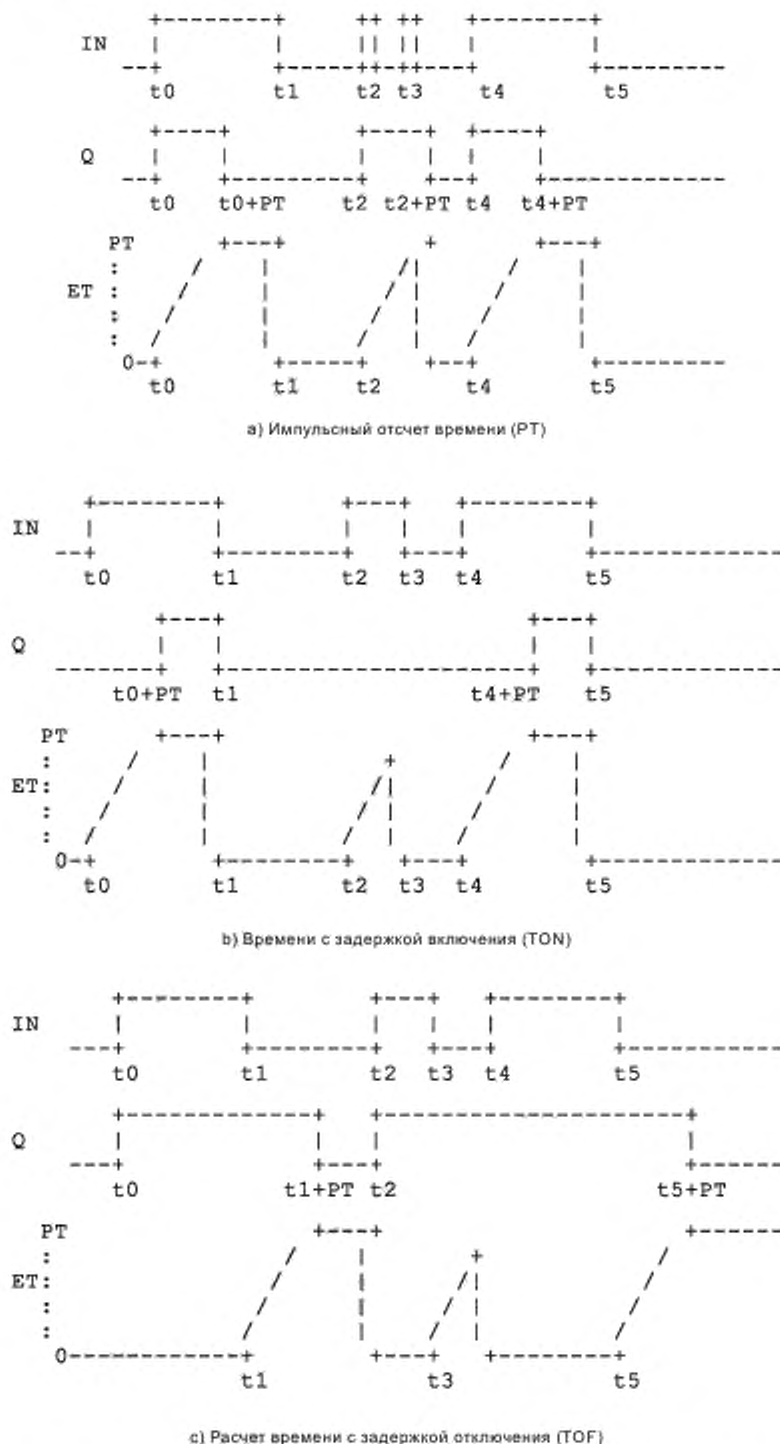 IN
t0 t1 t2 t3 t4 t5
Q
t0 t0+PT t2 t2+PT t4 t4+PT
PT
ET
0
t0 t1 t2 t4 t5
a) Импульсный отсчет времени (PT)
IN
t0 t1 t2 t3 t4 t5
Q
t0+PT t1 t4+PT t5
PT
ET:
0
t0 t1 t2 t3 t4 t5
b) Времени с задержкой включения (TON)
IN
t0 t1 t2 t3 t4 t5
Q
t0 t1+PT t2 t5+PT
PT
ET:
0
t1 t3 t5
c) Расчет времени с задержкой отключения (TOF)